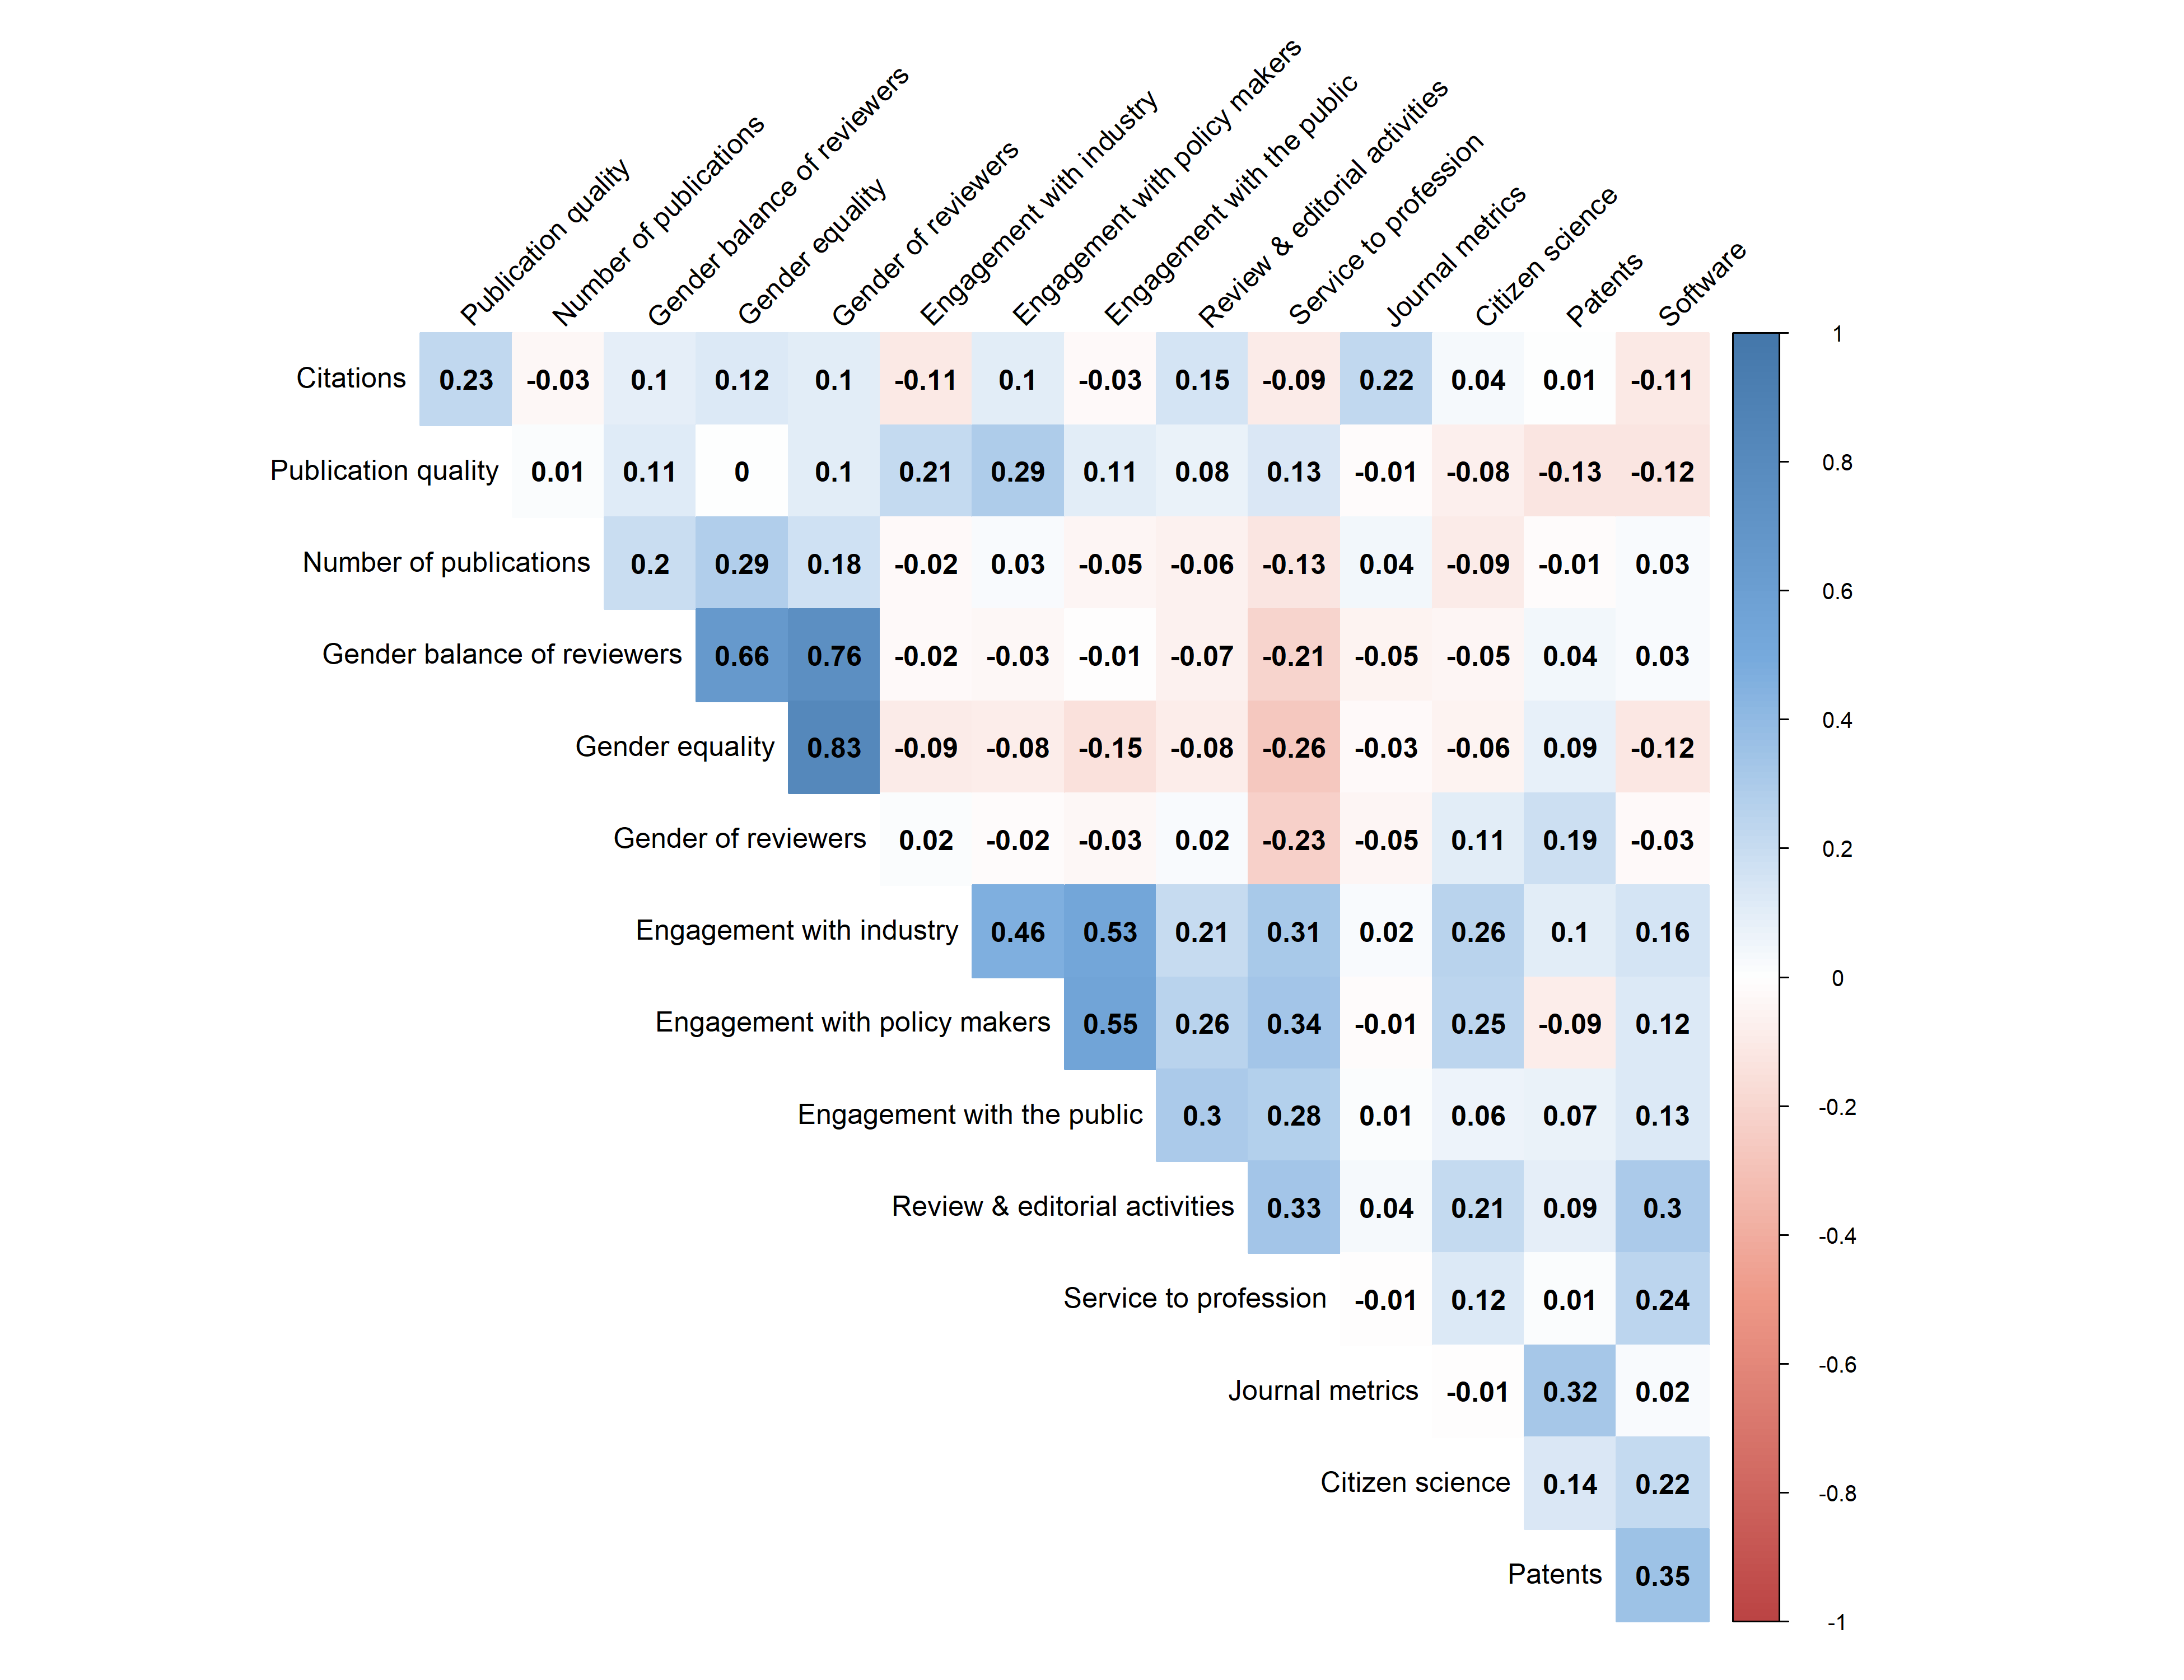 Publication quality
Number of publications
Gender balance of reviewers
Gender equality
Gender of reviewers
Engagement with industry
Engagement with policy makers
Engagement with the public
Review & editorial activities
Service to profession
Journal metrics
Citizen science
Patents
Software
Citations 0.23 -0.03 0.1 0.12 0.1 -0.11 0.1 -0.03 0.15 -0.09 0.22 0.04 0.01 -0.11
Publication quality 0.01 0.11 0 0.1 0.21 0.29 0.11 0.08 0.13 -0.01 -0.08 -0.13 -0.12
Number of publications 0.2 0.29 0.18 -0.02 0.03 -0.05 -0.06 -0.13 0.04 -0.09 -0.01 0.03
Gender balance of reviewers 0.66 0.76 -0.02 -0.03 -0.01 -0.07 -0.21 -0.05 -0.05 0.04 0.03
Gender equality 0.83 -0.09 -0.08 -0.15 -0.08 -0.26 -0.03 -0.06 0.09 -0.12
Gender of reviewers 0.02 -0.02 -0.03 0.02 -0.23 -0.05 0.11 0.19 -0.03
Engagement with industry 0.46 0.53 0.21 0.31 0.02 0.26 0.1 0.16
Engagement with policy makers 0.55 0.26 0.34 -0.01 0.25 -0.09 0.12
Engagement with the public 0.3 0.28 0.01 0.06 0.07 0.13
Review & editorial activities 0.33 0.04 0.21 0.09 0.3
Service to profession -0.01 0.12 0.01 0.24
Journal metrics -0.01 0.32 0.02
Citizen science 0.14 0.22
Patents 0.35
1
0.8
0.6
0.4
0.2
0
-0.2
-0.4
-0.6
-0.8
-1